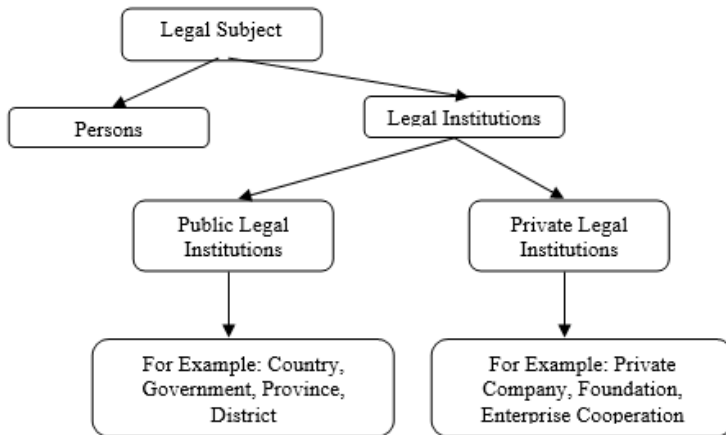 Legal Subject
Persons
Legal Institutions
Public Legal
Institutions
Private Legal
Institutions
For Example: Country,
Government, Province,
District
For Example: Private
Company, Foundation,
Enterprise Cooperation